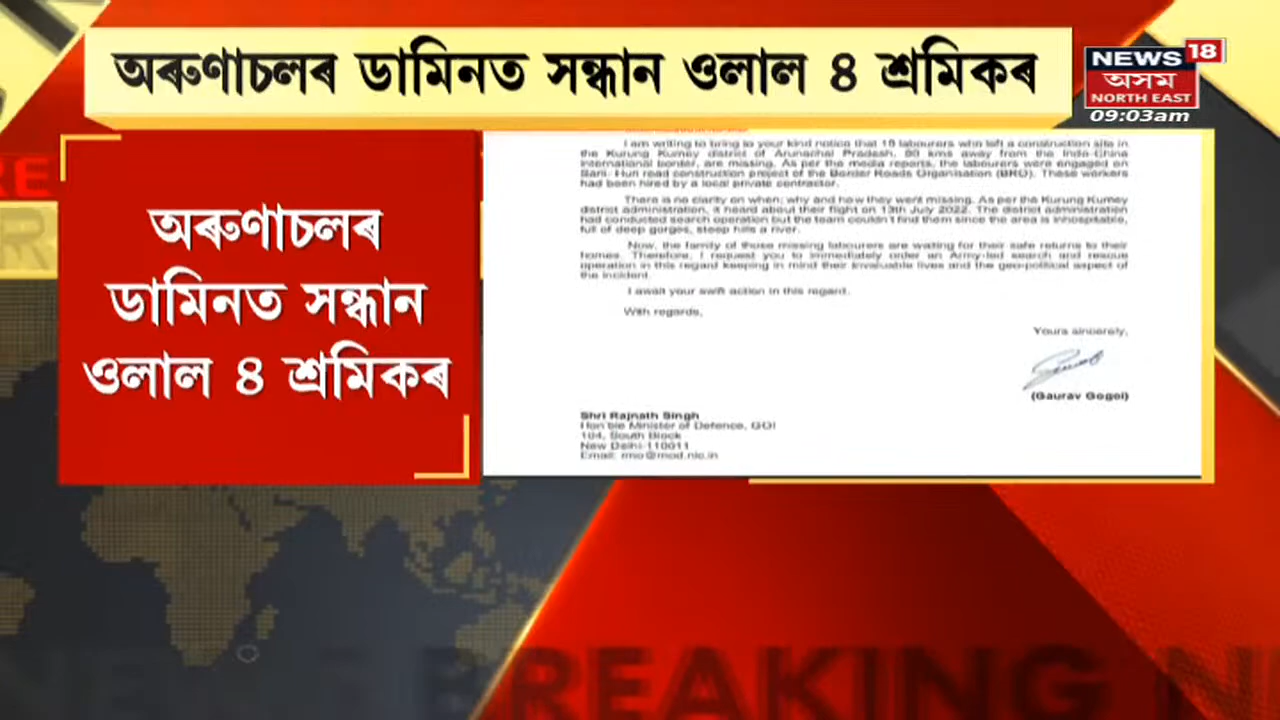 অৰুণাচলৰ ডামিনত সন্ধান ওলাল ৪ শ্ৰমিকৰ
NEWS 18
অসম
NORTH EAST
09:03am
অৰুণাচলৰ
ডামিনত সন্ধান
ওলাল ৪ শ্ৰমিকৰ
I am writing to bring to your kind notice that 18 labourers who left a construction site in
the Kurung Kumey district of Arunachal Pradesh, 80 kms away from the Indo-China
international border, are missing. As per the media reports, the labourers were engaged on
Huri road construction project of the Border Roads Organisation (BRO). These workers
had been hired by a local private contractor.
There is no clarity on when, why and how they went missing. As per the Kurung Kumey
district administration, it heard about their flight on 13th July 2022. The district administration
had conducted search operation but the team couldn't find them since the area is inhospitable,
full of deep gorges, steep hills a river.
Now, the family of those missing labourers are waiting for their safe returns to their
homes. Therefore, I request you to immediately order an Army-led search and rescue
operation in this regard keeping in mind their invaluable lives and the geo-political aspect of
the incident.
I await your swift action in this regard.
With regards,
Yours sincerely,
(Gaurav Gogoi)
Shri Rajnath Singh
Hon'ble Minister of Defence, GOI
104, South Block
New Delhi-110011
Email: rmo@mod.nic.in
BREAKING N